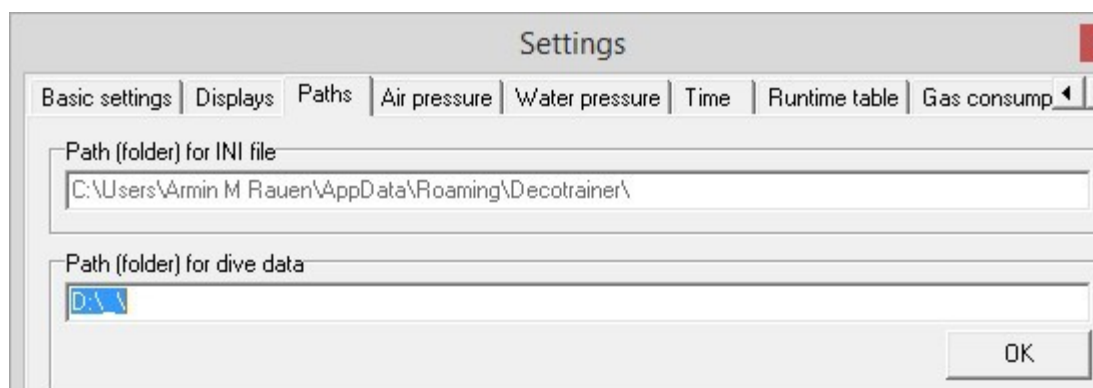 Settings
Basic settings Displays Paths Air pressure Water pressure Time Runtime table Gas consump
Path (folder) for INI file
C:\Users\Armin M Rauen\AppData\Roaming\Decotrainer\
Path (folder) for dive data
D:\_\
OK